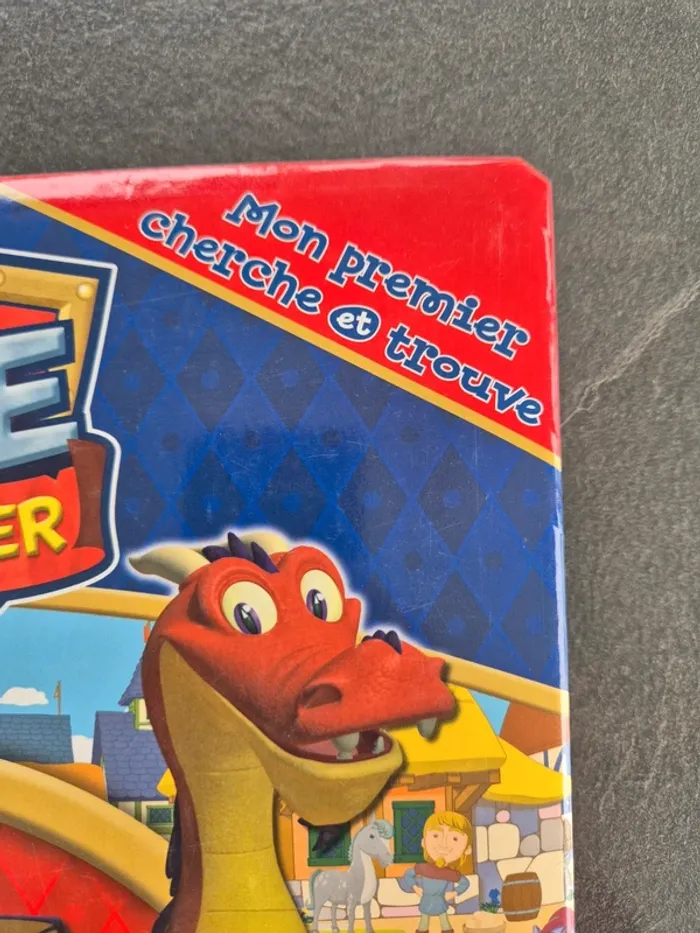 Mon premier
cherche et trouve
E
ER